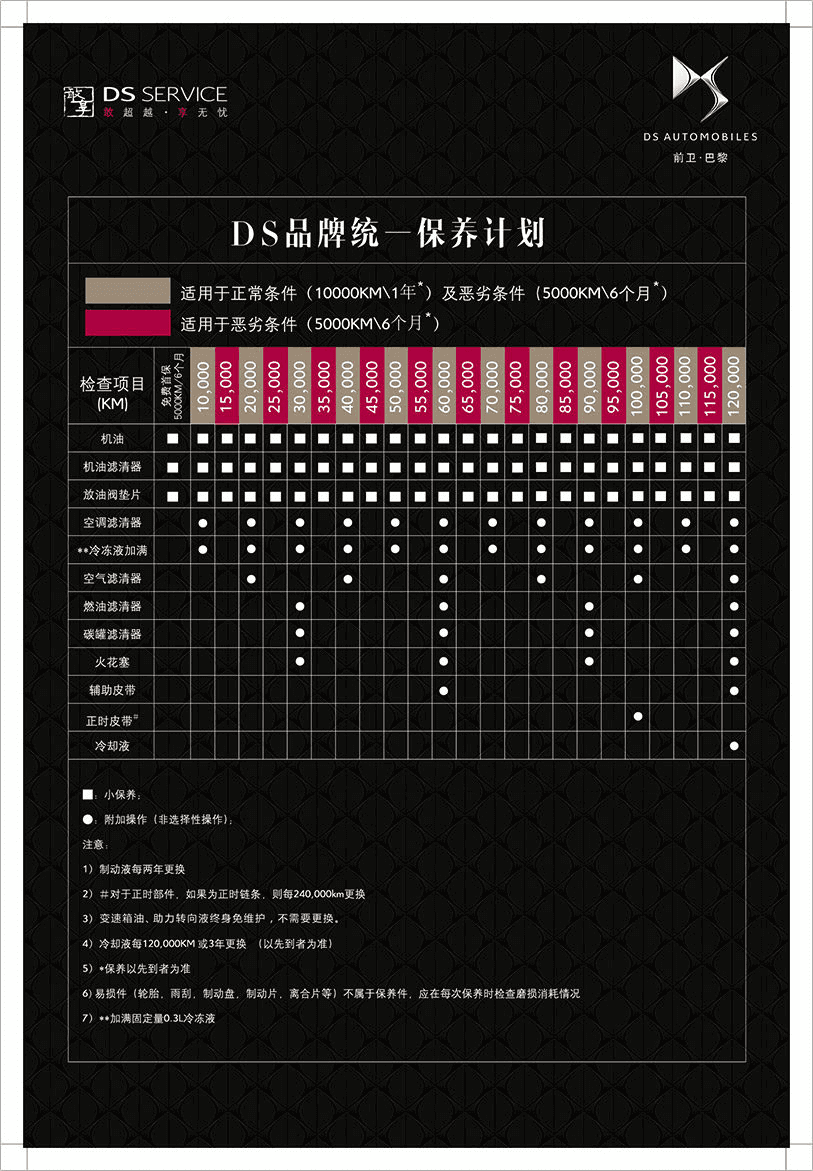 敢享
DS SERVICE
敢超越·享无忧
DS AUTOMOBILES
前卫·巴黎
DS品牌统一保养计划
适用于正常条件（10000KM\1年*）及恶劣条件（5000KM\6个月*）
适用于恶劣条件（5000KM\6个月*）
检查项目
(KM)
免费首保
5000KM/6个月
10,000
15,000
20,000
25,000
30,000
35,000
40,000
45,000
50,000
55,000
60,000
65,000
70,000
75,000
80,000
85,000
90,000
95,000
100,000
105,000
110,000
115,000
120,000
机油
机油滤清器
放油阀垫片
空调滤清器
**冷冻液加满
空气滤清器
燃油滤清器
碳罐滤清器
火花塞
辅助皮带
正时皮带#
冷却液
■：小保养；
●：附加操作（非选择性操作）；
注意：
1）制动液每两年更换
2）#对于正时部件，如果为正时链条，则每240,000km更换
3）变速箱油、助力转向液终身免维护，不需要更换。
4）冷却液每120,000KM 或3年更换 （以先到者为准）
5）*保养以先到者为准
6)易损件（轮胎，雨刮，制动盘，制动片，离合片等）不属于保养件，应在每次保养时检查磨损消耗情况
7）**加满固定量0.3L冷冻液